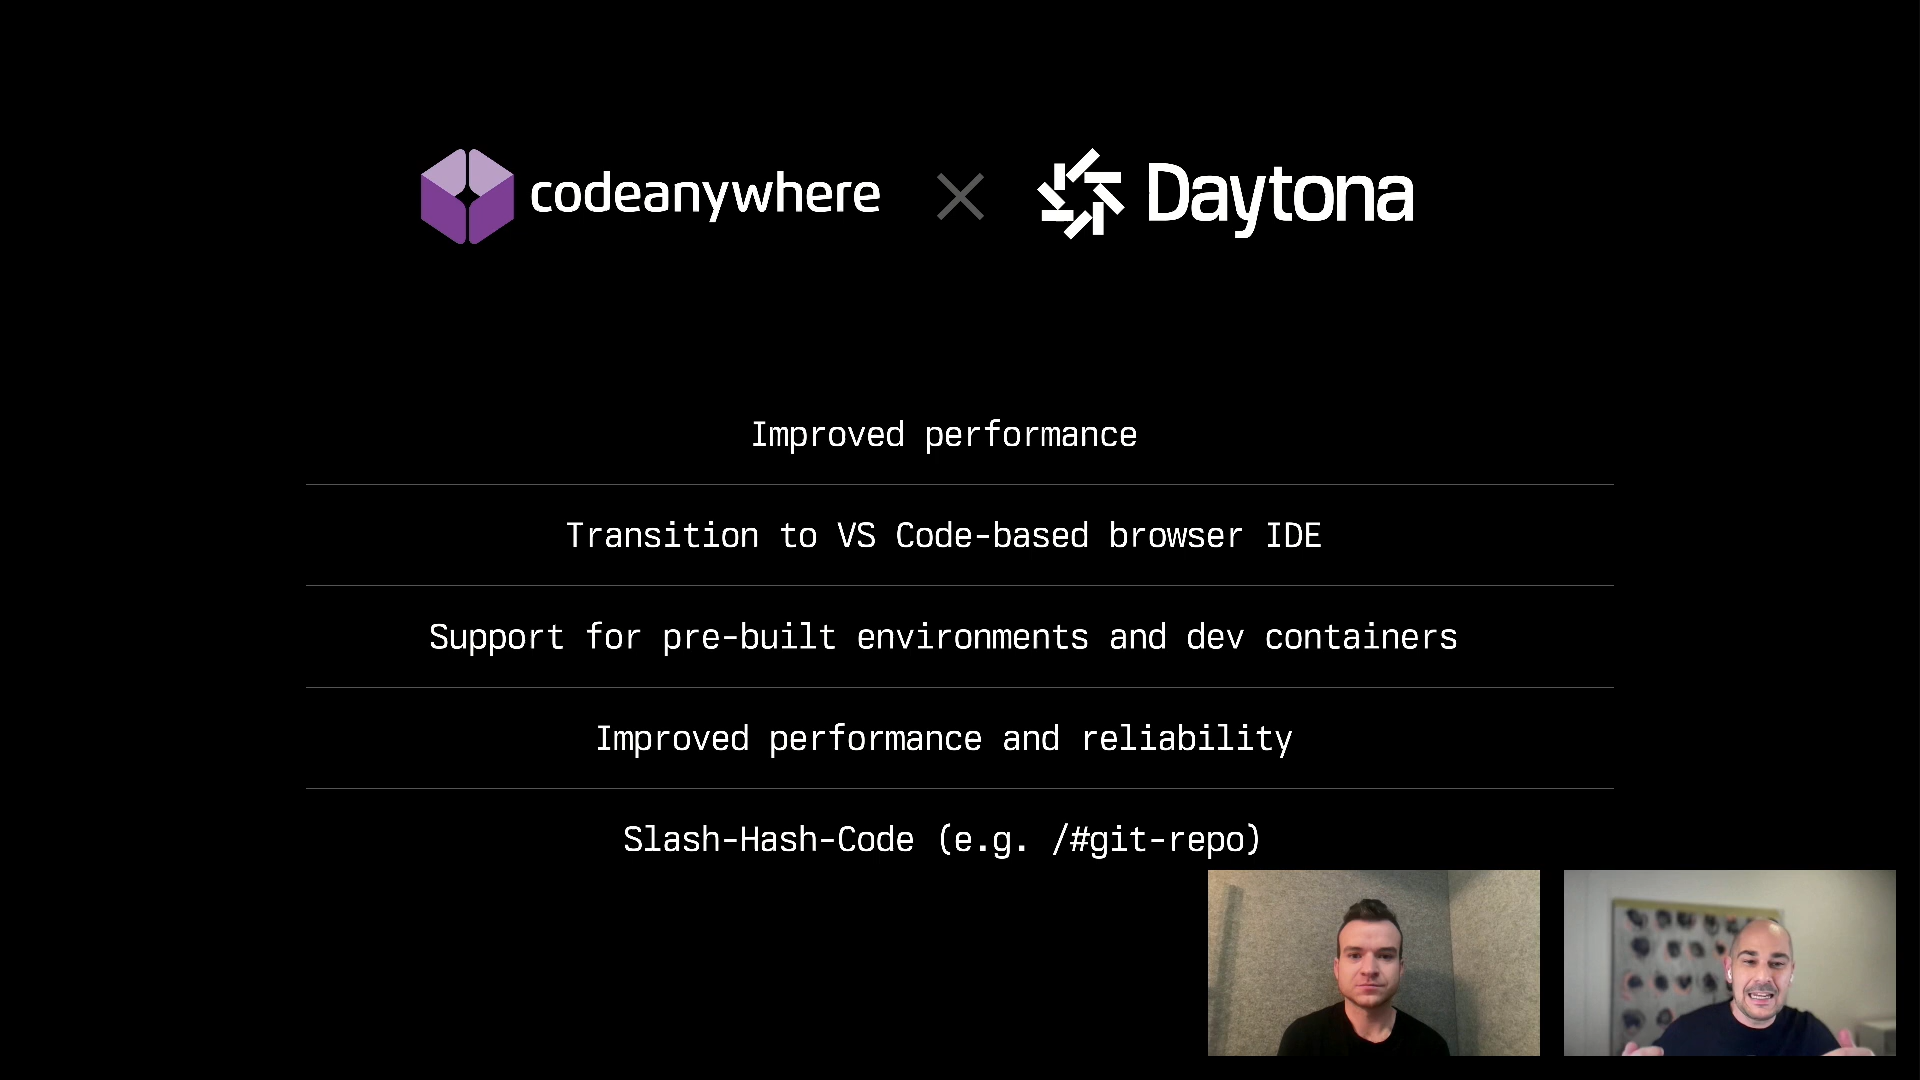 codeanywhere
Daytona
Improved performance
Transition to VS Code-based browser IDE
Support for pre-built environments and dev containers
Improved performance and reliability
Slash-Hash-Code (e.g. /#git-repo)